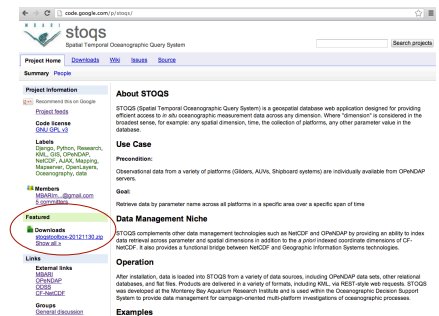 code.google.com/p/stoqs/
M B A R I
stoqs
Spatial Temporal Oceanographic Query System
Search projects
Project Home Downloads Wiki Issues Source
Summary People
Project Information
Recommend this on Google
Project feeds
Code license
GNU GPL v3
Labels
Django, Python, Research,
KML, GIS, OPeNDAP,
NetCDF, AJAX, Mapping,
Mapserver, OpenLayers,
Oceanography, data
Members
MBARIm...@gmail.com
5 committers
Featured
Downloads
stoqstoolbox-20121130.zip
Show all »
Links
External links
MBARI
OPeNDAP
ODSS
CF-NetCDF
Groups
General discussion
About STOQS
STOQS (Spatial Temporal Oceanographic Query System) is a geospatial database web application designed for providing
efficient access to in situ oceanographic measurement data across any dimension. Where "dimension" is considered in the
broadest sense, for example: any spatial dimension, time, the collection of platforms, any other parameter value in the
database.
Use Case
Precondition:
Observational data from a variety of platforms (Gliders, AUVs, Shipboard systems) are individually available from OPeNDAP
servers.
Goal:
Retrieve data by parameter name across all platforms in a specific area over a specific span of time
Data Management Niche
STOQS complements other data management technologies such as NetCDF and OPeNDAP by providing an ability to index
data retrieval across parameter and spatial dimensions in addition to the a priori indexed coordinate dimensions of CF-
NetCDF. It also provides a functional bridge between NetCDF and Geographic Information Systems technologies.
Operation
After installation, data is loaded into STOQS from a variety of data sources, including OPeNDAP data sets, other relational
databases, and flat files. Products are delivered in a variety of formats, including KML, via REST-style web requests. STOQS
was developed at the Monterey Bay Aquarium Research Institute and is used within the Oceanographic Decision Support
System to provide data management for campaign-oriented multi-platform investigations of oceanographic processes.
Examples